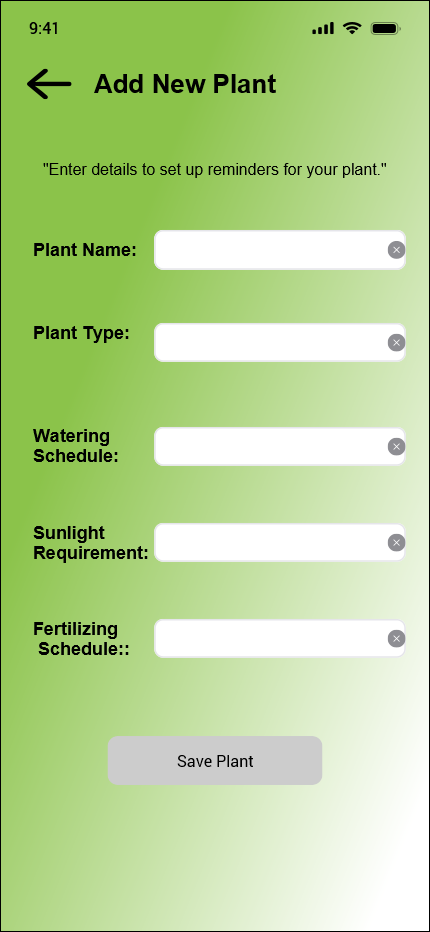 9:41
Add New Plant
"Enter details to set up reminders for your plant."
Plant Name:
Plant Type:
Watering
Schedule:
Sunlight
Requirement:
Fertilizing
Schedule::
Save Plant